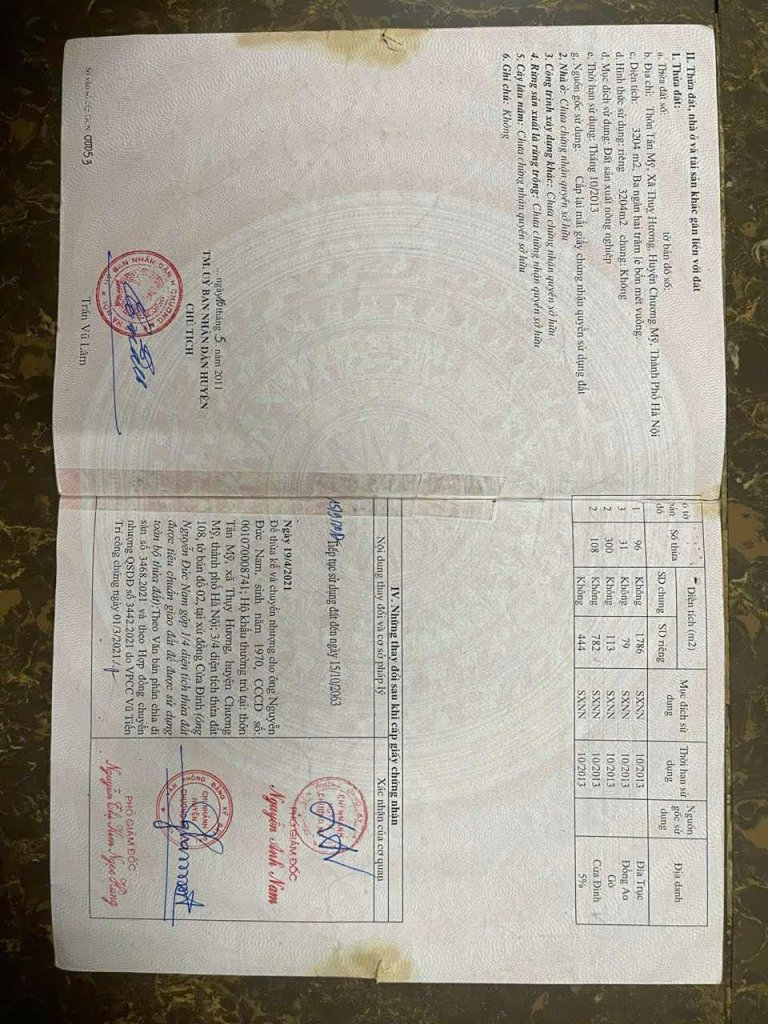 II. Thửa đất, nhà ở và tài sản khác gắn liền với đất
1. Thửa đất:
a. Thửa đất số: tờ bản đồ số:
b. Địa chỉ: Thôn Tân Mỹ, Xã Thuỵ Hương, Huyện Chương Mỹ, Thành Phố Hà Nội
c. Diện tích: 3204 m2, Ba ngàn hai trăm lẻ bốn mét vuông
d. Hình thức sử dụng: riêng 3204m2 chung: Không
đ. Mục đích sử dụng: Đất sản xuất nông nghiệp
e. Thời hạn sử dụng: Tháng 10/2013
g. Nguồn gốc sử dụng. Cấp lại mất giấy chứng nhận quyền sử dụng đất
2. Nhà ở: Chưa chứng nhận quyền sở hữu
3. Công trình xây dựng khác: Chưa chứng nhận quyền sở hữu
4. Rừng sản xuất là rừng trồng: Chưa chứng nhận quyền sở hữu
5. Cây lâu năm: Chưa chứng nhận quyền sở hữu
6. Ghi chú: Không
ngày 16 tháng 5 năm 2011
TM. UỶ BAN NHÂN DÂN HUYỆN
CHỦ TỊCH
Trần Vũ Lâm
00053
Số thửa Diện tích (m2) Mục đích sử dụng Thời hạn sử dụng Nguồn gốc sử dụng Địa danh
SD chung SD riêng
1 96 Không 1786 SXNN 10/2013 Địa Trục
3 31 Không 79 SXNN 10/2013 Đồng Ao
2 300 Không 113 SXNN 10/2013 Gò
2 108 Không 782 SXNN 10/2013 Cửa Đình
Không 444 SXNN 10/2013 5%
IV. Những thay đổi sau khi cấp giấy chứng nhận
Nội dung thay đổi và cơ sở pháp lý Xác nhận của cơ quan
Tiếp tục sử dụng đất đến ngày 15/10/2063
PHÓ GIÁM ĐỐC
Nguyễn Anh Nam
Ngày 19/4/2021
Để thừa kế và chuyển nhượng cho ông Nguyễn
Đức Nam, sinh năm 1970, CCCD số:
001070008741; Hộ khẩu thường trú tại: thôn
Tân Mỹ, xã Thụy Hương, huyện Chương
Mỹ, thành phố Hà Nội; 3/4 diện tích thửa đất
108, tờ bản đồ 02 tại xứ đồng Cửa Đình (ông
Nguyễn Đức Nam góp 1/4 diện tích thửa đất
được tiêu chuẩn giao đất để được sử dụng
toàn bộ thửa đất). Theo Văn bản phân chia di
sản số 3468.2021 và theo Hợp đồng chuyển
nhượng QSDĐ số 3442.2021 do VPCC Vũ Tiến
Trí công chứng ngày 01/3/2021
PHÓ GIÁM ĐỐC